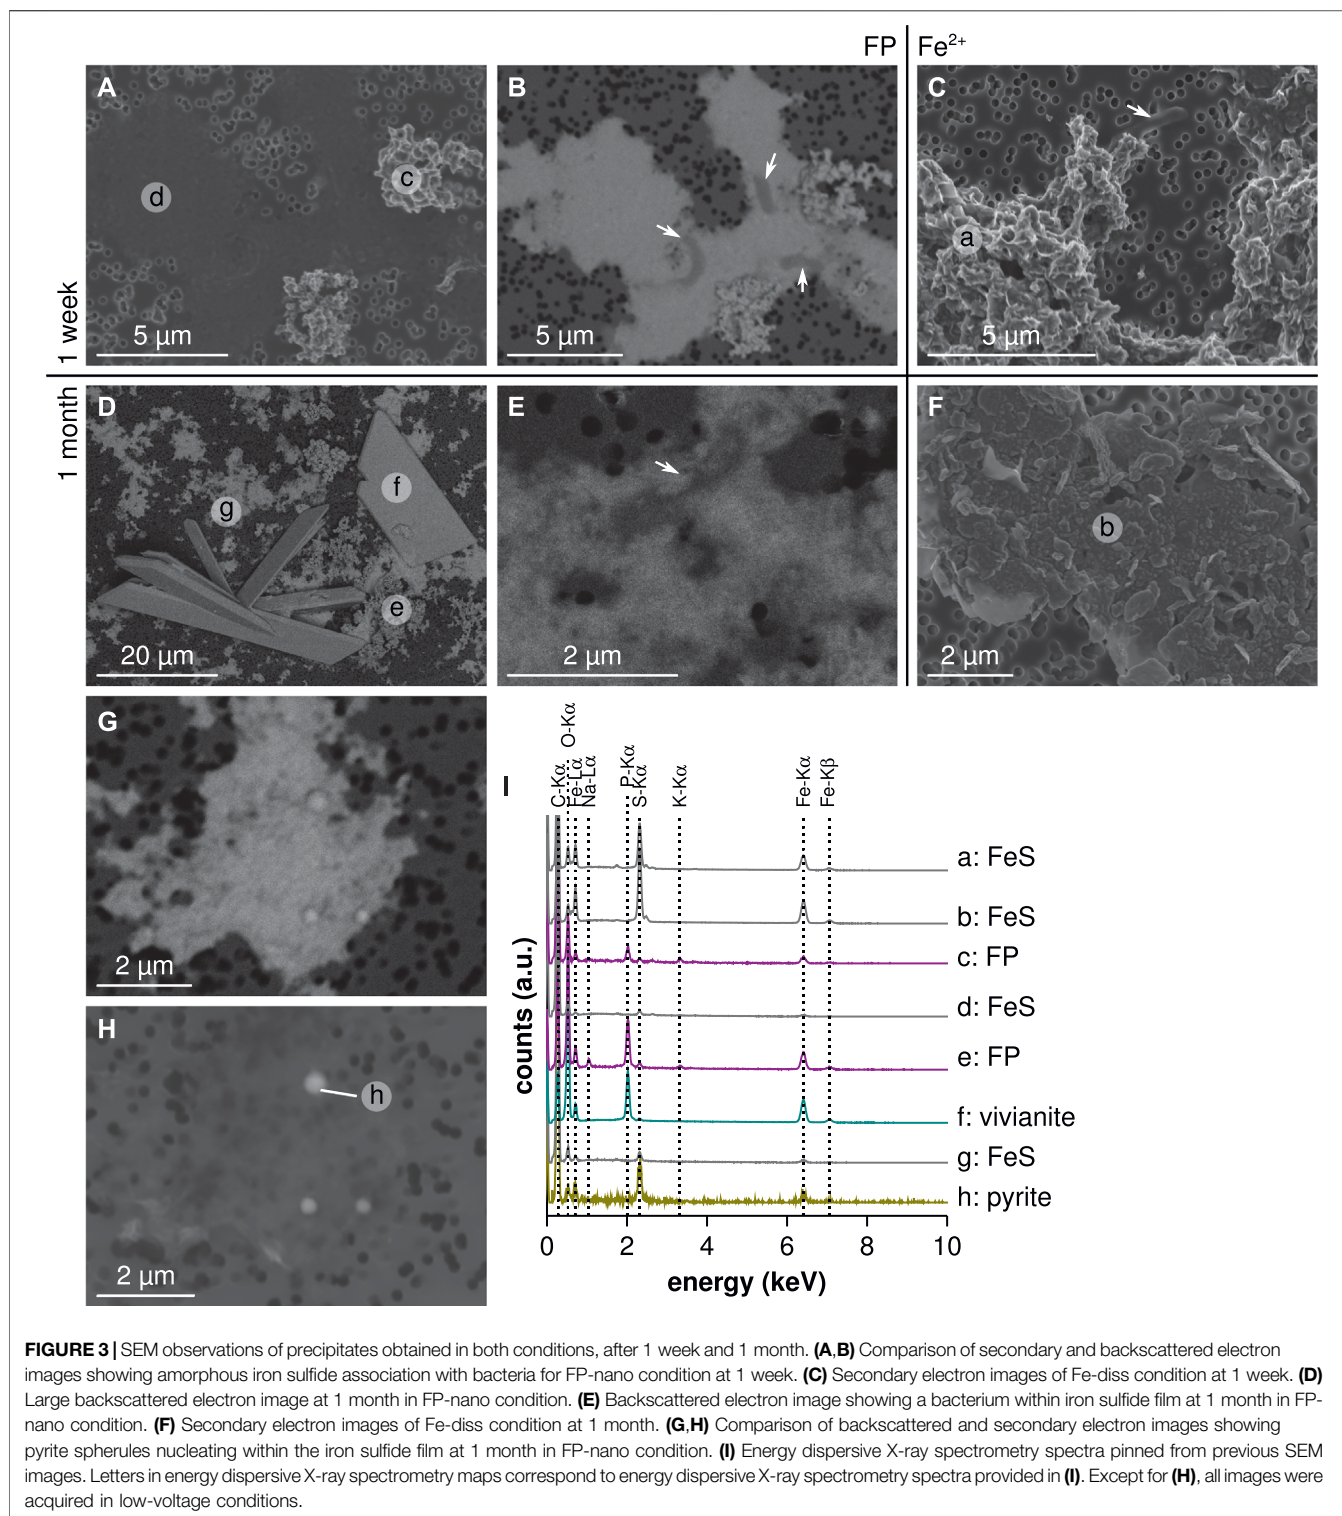 FP Fe²⁺
1 week
A
d
c
5 µm
B
5 µm
C
a
5 µm
1 month
D
g
f
e
20 µm
E
2 µm
F
b
2 µm
G
2 µm
H
h
2 µm
I
C-Kα
O-Kα
Fe-Lα
Na-Lα
P-Kα
S-Kα
K-Kα
Fe-Kα
Fe-Kβ
a: FeS
b: FeS
c: FP
d: FeS
e: FP
f: vivianite
g: FeS
h: pyrite
counts (a.u.)
0 2 4 6 8 10
energy (keV)
FIGURE 3 | SEM observations of precipitates obtained in both conditions, after 1 week and 1 month. (A,B) Comparison of secondary and backscattered electron
images showing amorphous iron sulfide association with bacteria for FP-nano condition at 1 week. (C) Secondary electron images of Fe-diss condition at 1 week. (D)
Large backscattered electron image at 1 month in FP-nano condition. (E) Backscattered electron image showing a bacterium within iron sulfide film at 1 month in FP-
nano condition. (F) Secondary electron images of Fe-diss condition at 1 month. (G,H) Comparison of backscattered and secondary electron images showing
pyrite spherules nucleating within the iron sulfide film at 1 month in FP-nano condition. (I) Energy dispersive X-ray spectrometry spectra pinned from previous SEM
images. Letters in energy dispersive X-ray spectrometry maps correspond to energy dispersive X-ray spectrometry spectra provided in (I). Except for (H), all images were
acquired in low-voltage conditions.